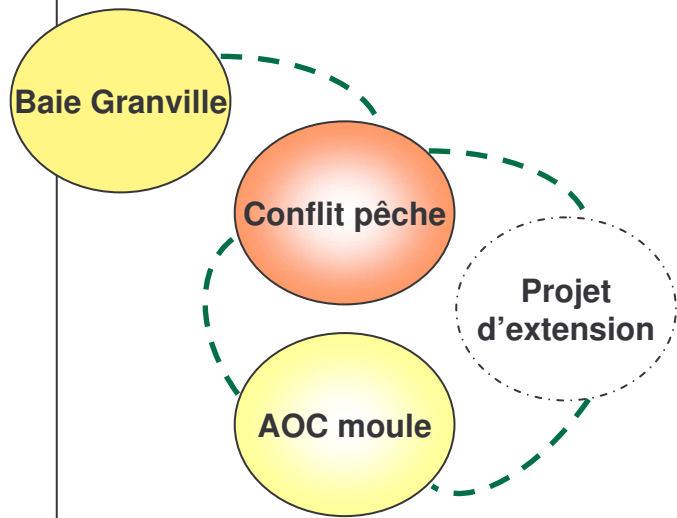 Baie Granville
Conflit pêche
Projet
d’extension
AOC moule